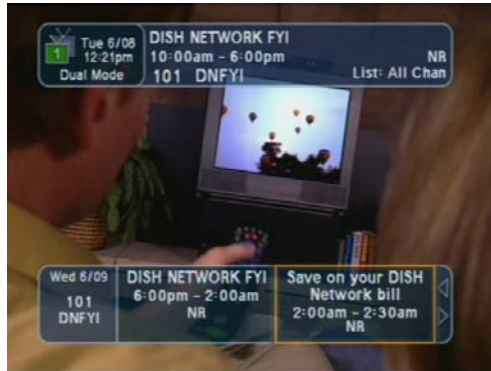 Tue 6/08
12:21pm
1
Dual Mode
DISH NETWORK FYI
10:00am - 6:00pm
NR
101 DNFYI
List: All Chan
Wed 6/09
101
DNFYI
DISH NETWORK FYI
6:00pm - 2:00am
NR
Save on your DISH
Network bill
2:00am - 2:30am
NR